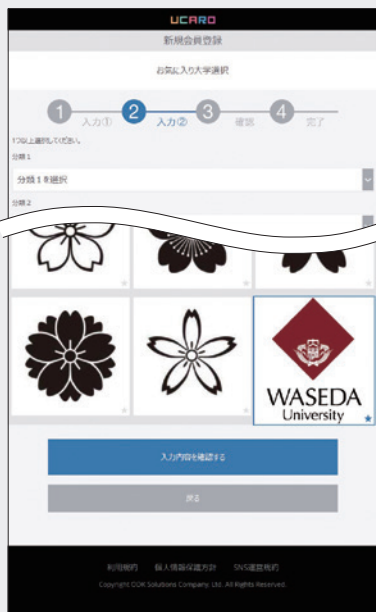 UCARO
新規会員登録
お気に入り大学選択
1 入力① 2 入力② 3 確認 4 完了
1つ以上選択してください。
分類1
分類1を選択
分類2
WASEDA
University
入力内容を確認する
戻る
利用規約 個人情報保護方針 SNS運営規約
Copyright ODK Solutions Company, Ltd. All Rights Reserved.